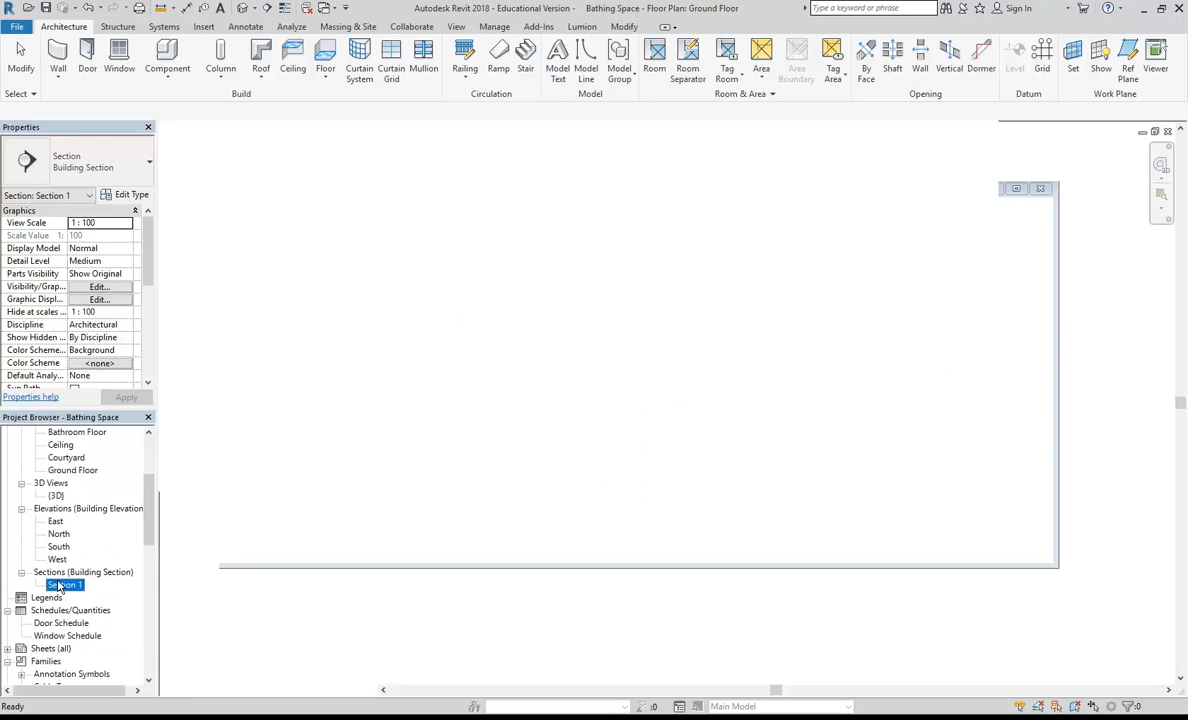 Autodesk Revit 2018 - Educational Version - Bathing Space - Floor Plan: Ground Floor
Type a keyword or phrase
Sign In
File Architecture Structure Systems Insert Annotate Analyze Massing & Site Collaborate View Manage Add-Ins Lumion Modify
Modify Wall Door Window Component Column Roof Ceiling Floor Curtain System Curtain Grid Mullion Railing Ramp Stair Model Text Model Line Model Group Room Room Separator Tag Room Area Area Boundary Tag Area By Face Shaft Wall Vertical Dormer Level Grid Set Show Ref Plane Viewer
Select Build Circulation Model Room & Area Opening Datum Work Plane
Properties
Section
Building Section
Section: Section 1 Edit Type
Graphics
View Scale 1 : 100
Scale Value 1: 100
Display Model Normal
Detail Level Medium
Parts Visibility Show Original
Visibility/Grap... Edit...
Graphic Displ... Edit...
Hide at scales ... 1 : 100
Discipline Architectural
Show Hidden ... By Discipline
Color Scheme... Background
Color Scheme <none>
Default Analy... None
Properties help Apply
Project Browser - Bathing Space
Bathroom Floor
Ceiling
Courtyard
Ground Floor
3D Views
{3D}
Elevations (Building Elevation
East
North
South
West
Sections (Building Section)
Section 1
Legends
Schedules/Quantities
Door Schedule
Window Schedule
Sheets (all)
Families
Annotation Symbols
Ready :0 Main Model :0